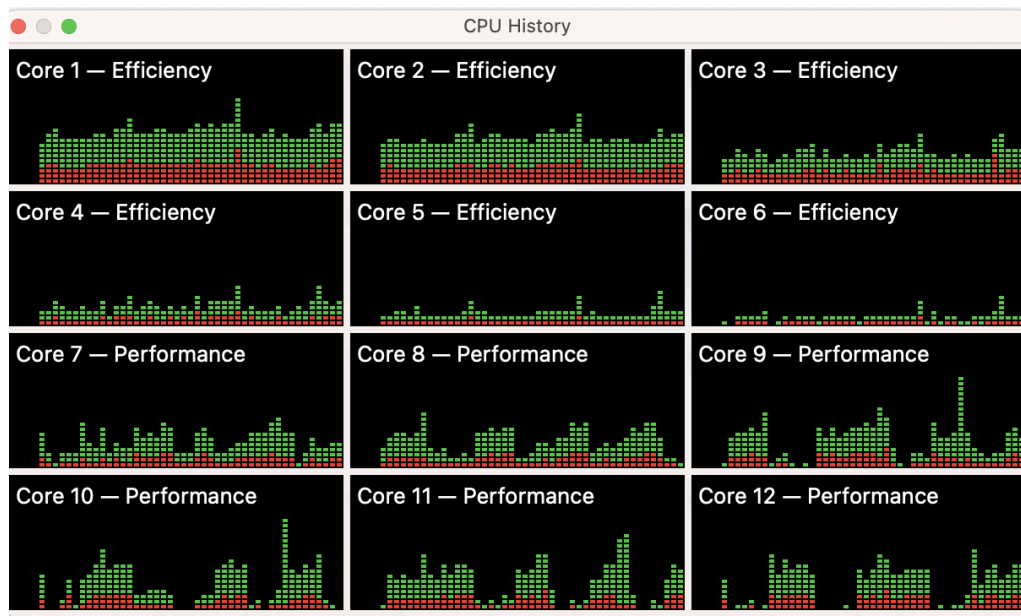 CPU History
Core 1 — Efficiency
Core 2 — Efficiency
Core 3 — Efficiency
Core 4 — Efficiency
Core 5 — Efficiency
Core 6 — Efficiency
Core 7 — Performance
Core 8 — Performance
Core 9 — Performance
Core 10 — Performance
Core 11 — Performance
Core 12 — Performance